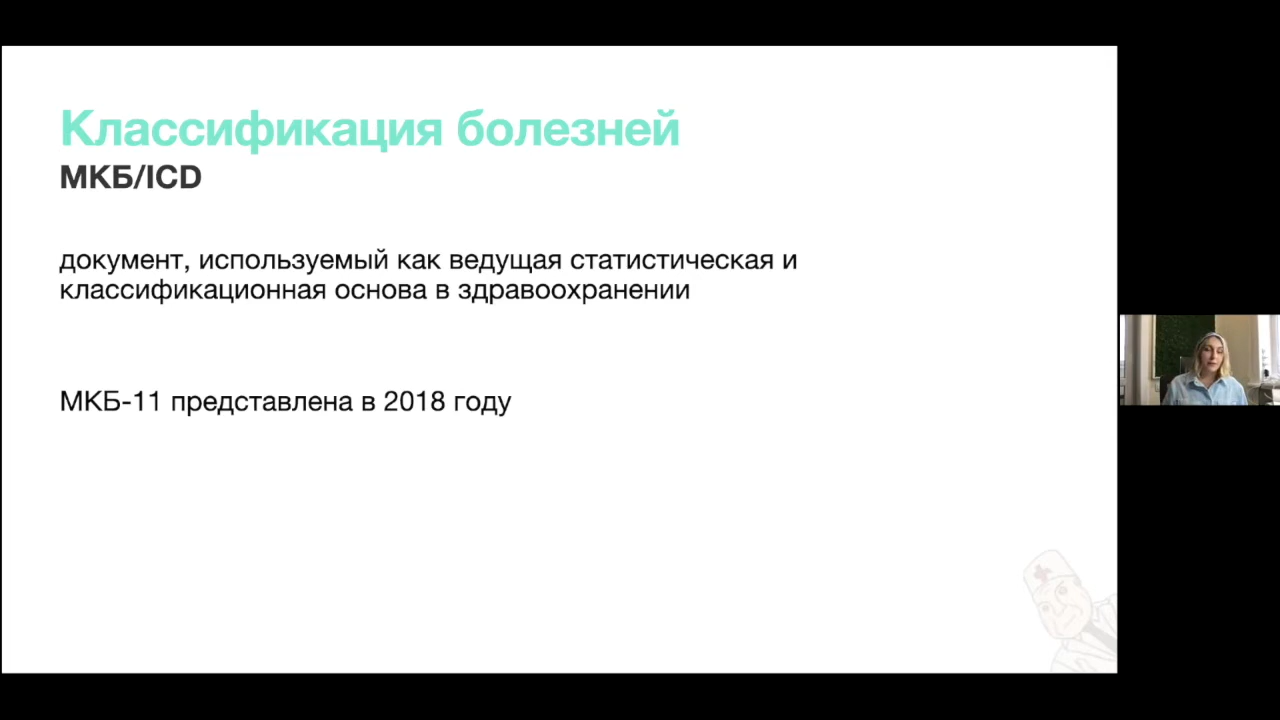 Классификация болезней
МКБ/ICD
документ, используемый как ведущая статистическая и
классификационная основа в здравоохранении
МКБ-11 представлена в 2018 году